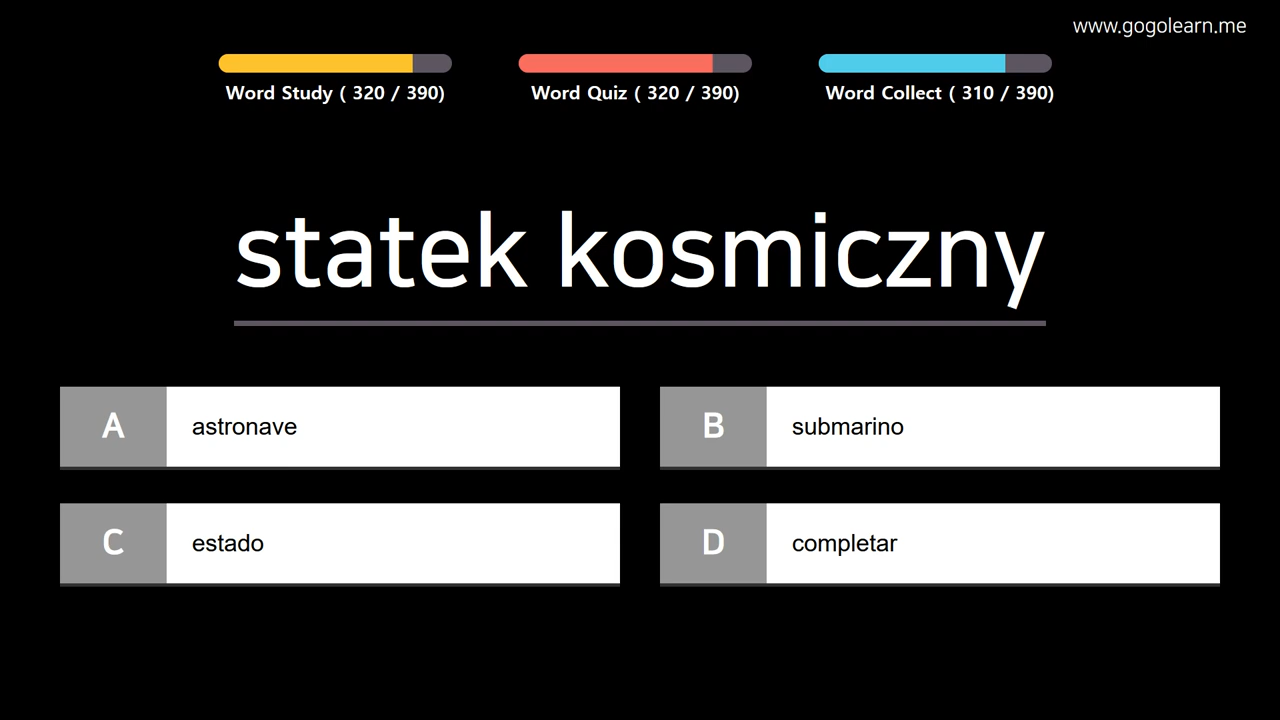 www.gogolearn.me
Word Study ( 320 / 390)
Word Quiz ( 320 / 390)
Word Collect ( 310 / 390)
statek kosmiczny
A astronave
B submarino
C estado
D completar